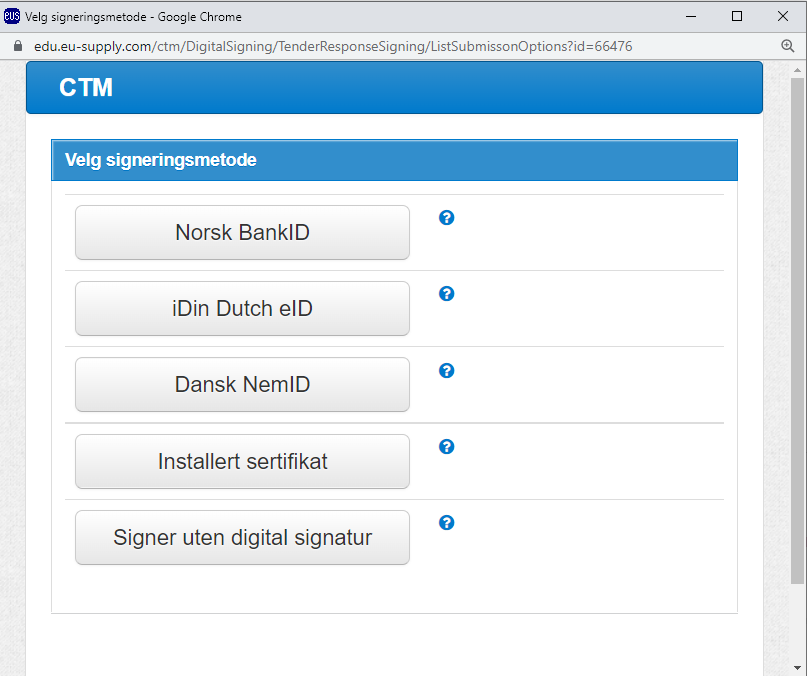 eus Velg signeringsmetode - Google Chrome
edu.eu-supply.com/ctm/DigitalSigning/TenderResponseSigning/ListSubmissonOptions?id=66476
CTM
Velg signeringsmetode
Norsk BankID
?
iDin Dutch eID
?
Dansk NemID
?
Installert sertifikat
?
Signer uten digital signatur
?